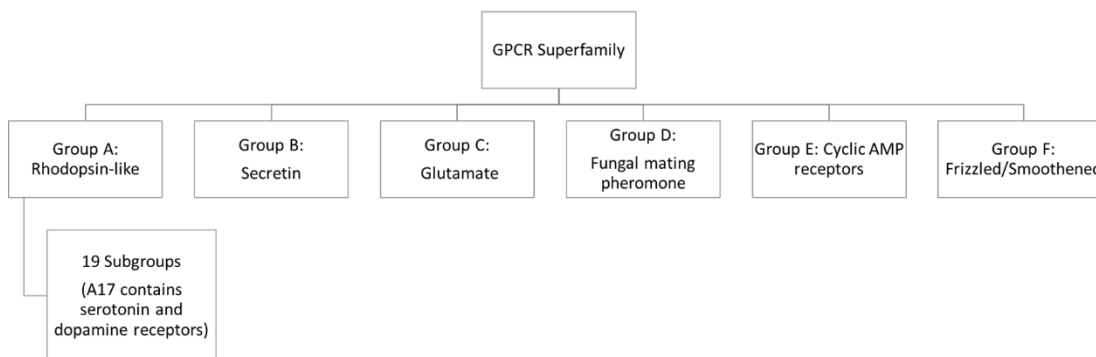 GPCR Superfamily
Group A:
Rhodopsin-like
Group B:
Secretin
Group C:
Glutamate
Group D:
Fungal mating
pheromone
Group E: Cyclic AMP
receptors
Group F:
Frizzled/Smoothened
19 Subgroups
(A17 contains
serotonin and
dopamine receptors)